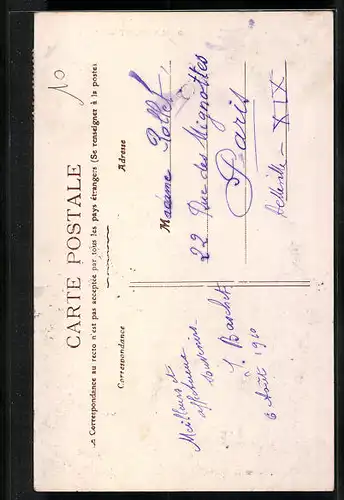 10
CARTE POSTALE
La Correspondance au recto n'est pas acceptée par tous les pays étrangers (Se renseigner à la poste)
Correspondance
Adresse
Meilleurs et
affectueux
souvenirs.
6 Août 1910
Madame
22 Rue des Mignottes
Paris
Belleville - XIX